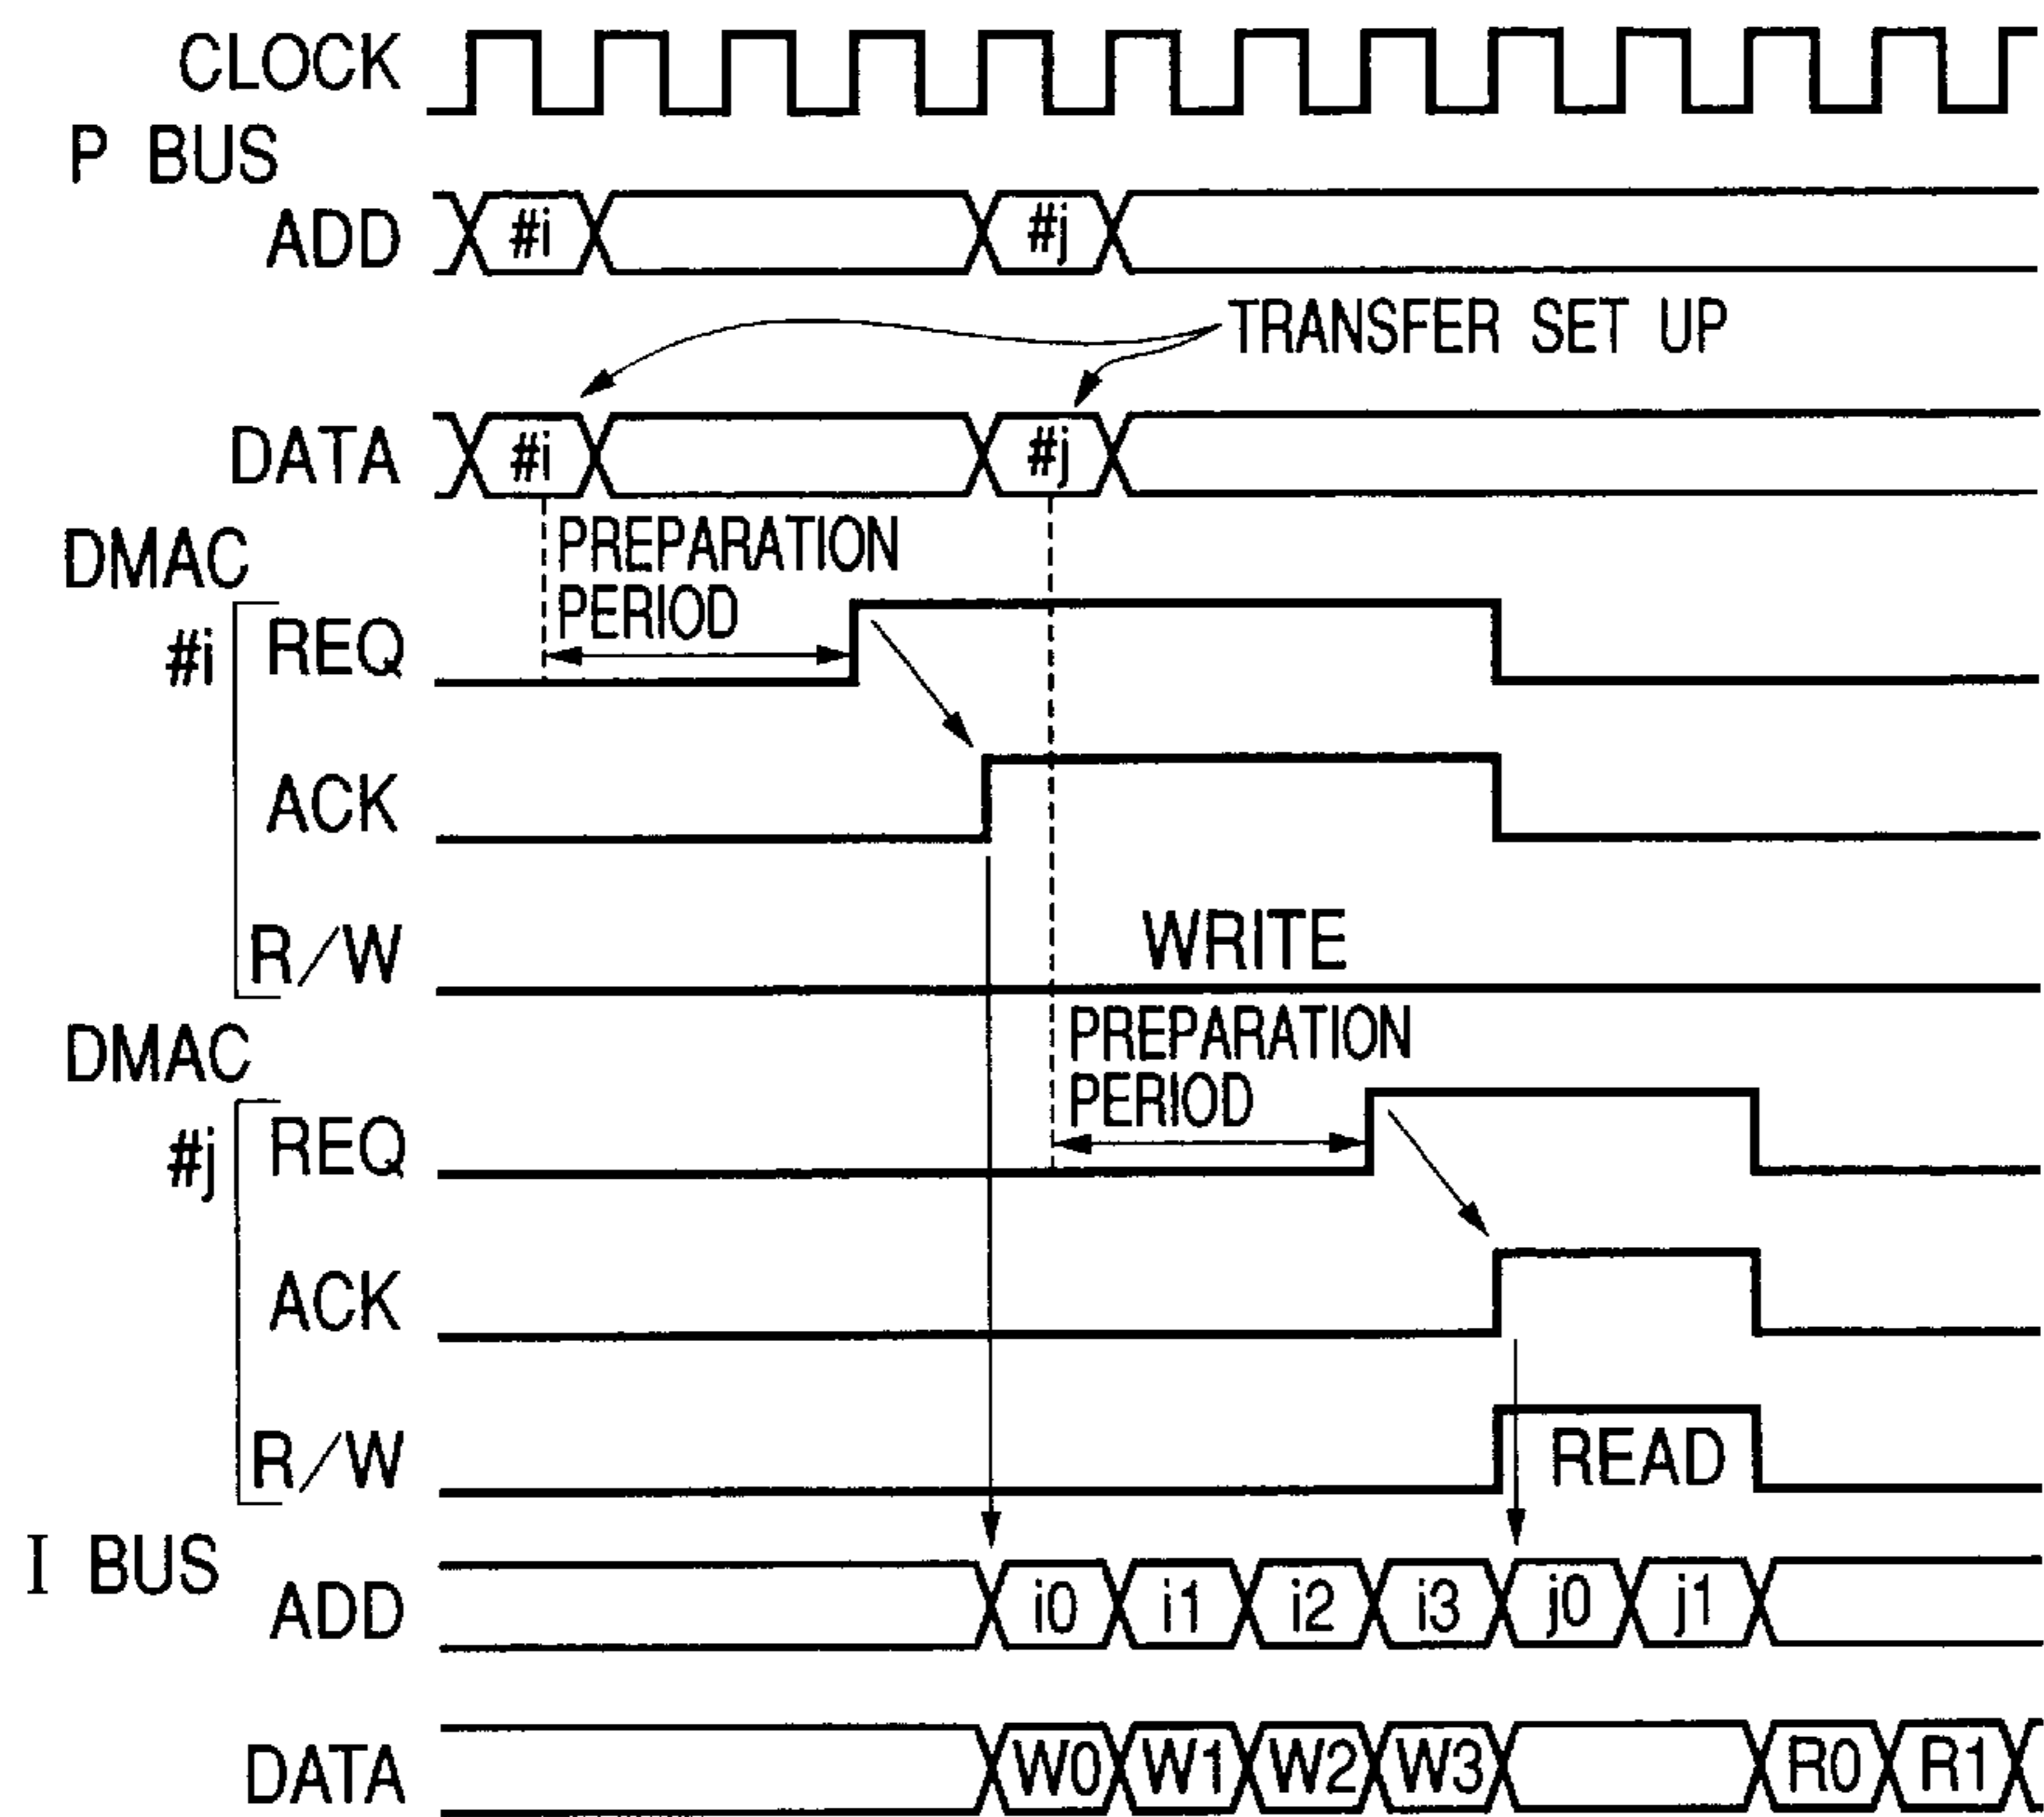 CLOCK
P BUS
ADD #i #j
TRANSFER SET UP
DATA #i #j
DMAC
PREPARATION
PERIOD
#i
REQ
ACK
R/W WRITE
DMAC
PREPARATION
PERIOD
#j
REQ
ACK
R/W READ
I BUS
ADD i0 i1 i2 i3 j0 j1
DATA W0 W1 W2 W3 R0 R1